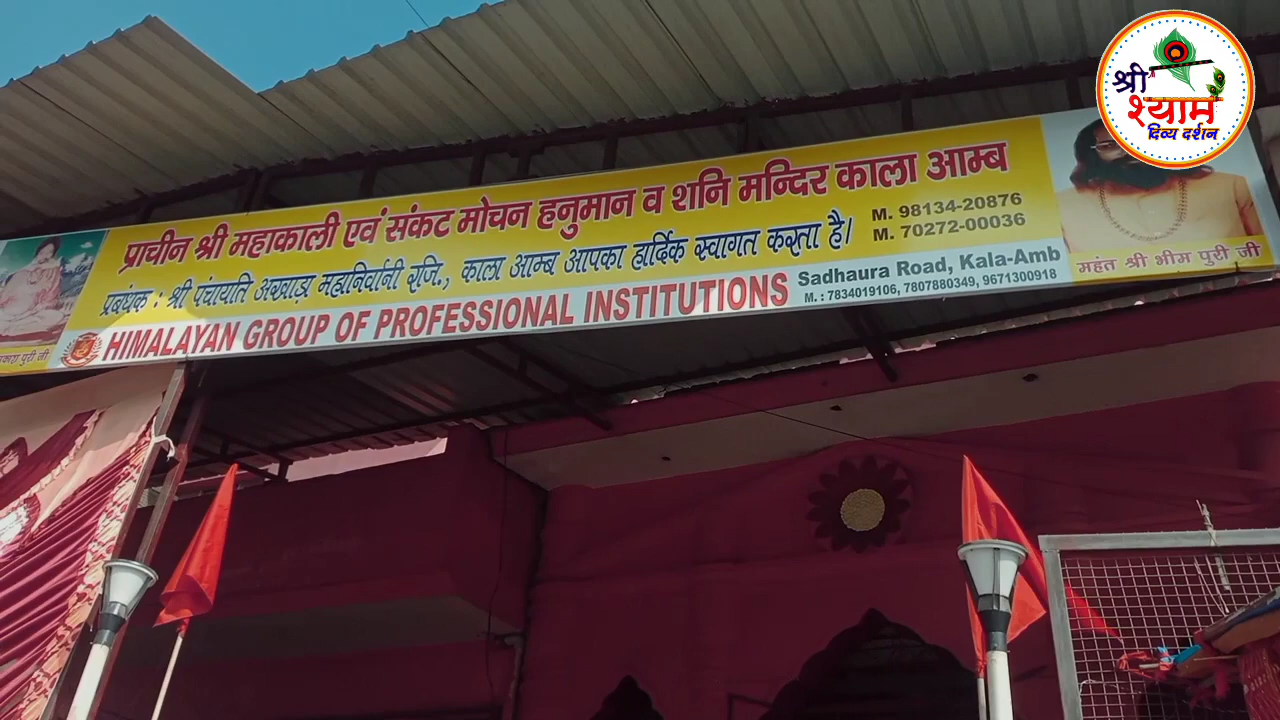 श्री
श्याम
दिव्य दर्शन
प्राचीन श्री महाकाली एवं संकट मोचन हनुमान व शनि मन्दिर काला आम्ब
प्रबंधक : श्री पंचायति अखाड़ा महानिर्वानी रजि., काला आम्ब आपका हार्दिक स्वागत करता है।
M. 98134-20876
M. 70272-00036
HIMALAYAN GROUP OF PROFESSIONAL INSTITUTIONS
Sadhaura Road, Kala-Amb
M. : 7834019106, 7807880349, 9671300918
महंत श्री भीम पुरी जी
पुरी जी